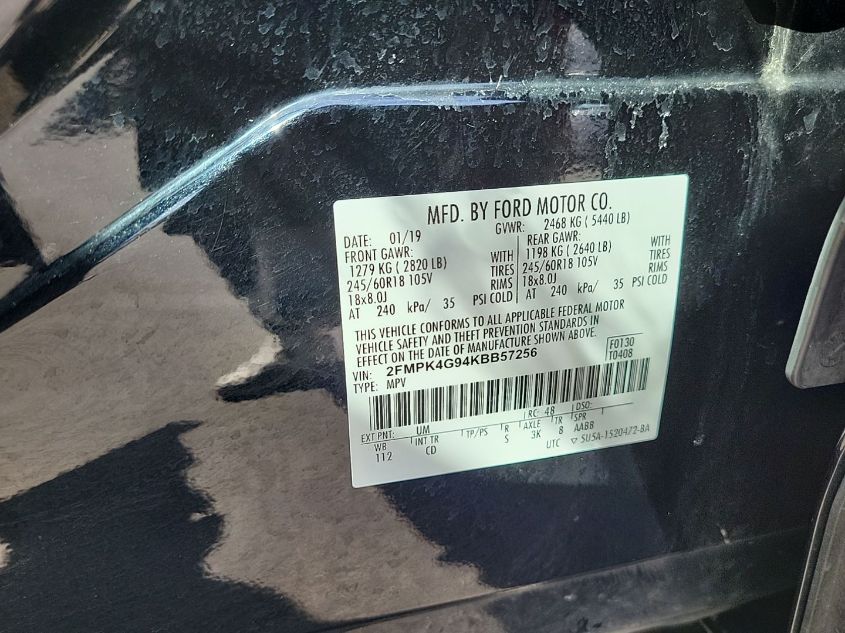 MFD. BY FORD MOTOR CO.
DATE: 01/19 GVWR: 2468 KG ( 5440 LB)
FRONT GAWR: REAR GAWR:
1279 KG ( 2820 LB) WITH 1198 KG ( 2640 LB) WITH
245/60R18 105V TIRES 245/60R18 105V TIRES
18x8.0J RIMS 18x8.0J RIMS
AT 240 kPa/ 35 PSI COLD AT 240 kPa/ 35 PSI COLD
THIS VEHICLE CONFORMS TO ALL APPLICABLE FEDERAL MOTOR
VEHICLE SAFETY AND THEFT PREVENTION STANDARDS IN
EFFECT ON THE DATE OF MANUFACTURE SHOWN ABOVE.
VIN: 2FMPK4G94KBB57256 F0130
TYPE: MPV T0408
EXT PNT: UM RC: 48 DSO:
WB INT TR TP/PS R AXLE TR SPR
112 CD S 3K 8 AABB
UTC ▽ 5U5A-1520472-BA